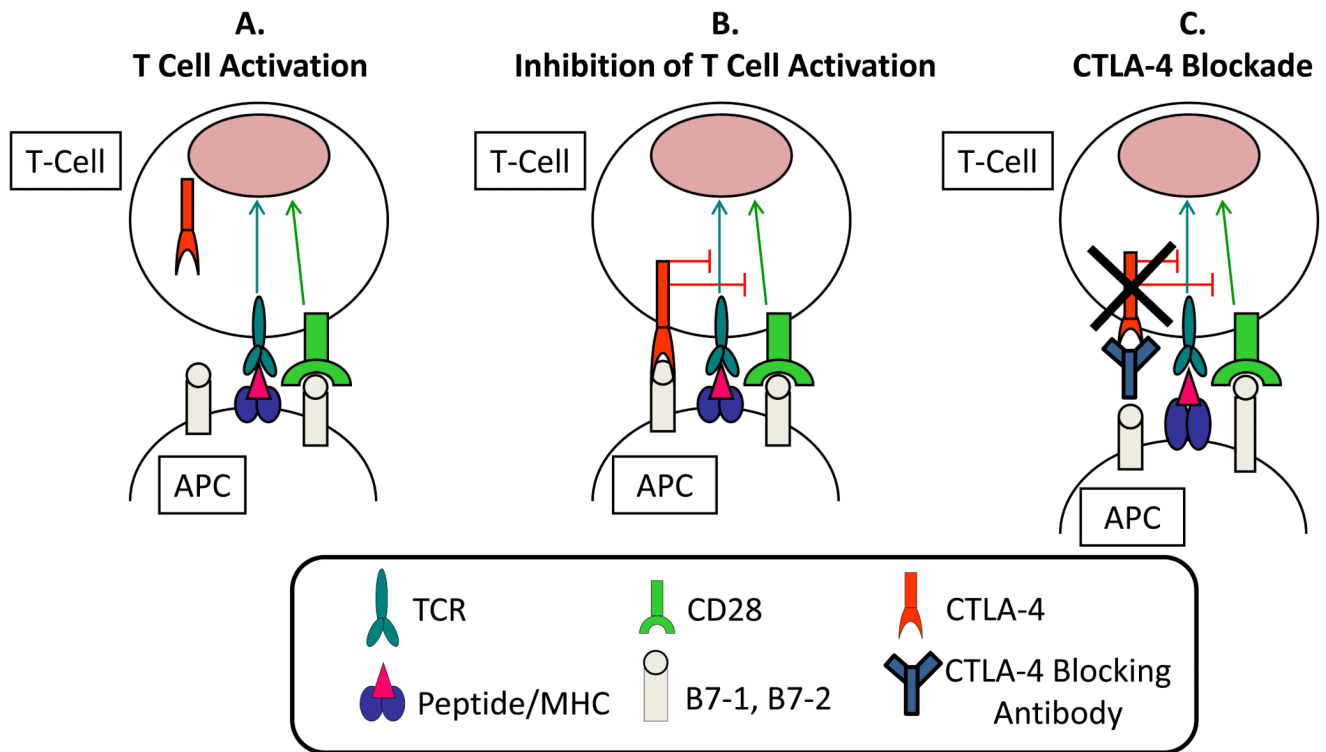 A.
T Cell Activation
B.
Inhibition of T Cell Activation
C.
CTLA-4 Blockade
T-Cell
T-Cell
T-Cell
APC
APC
APC
TCR
CD28
CTLA-4
Peptide/MHC
B7-1, B7-2
CTLA-4 Blocking
Antibody